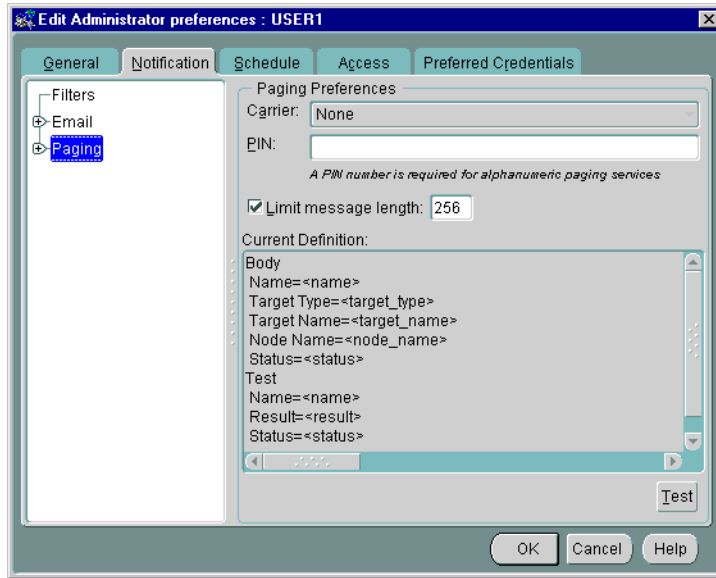 Edit Administrator preferences : USER1
General Notification Schedule Access Preferred Credentials
Filters
Email
Paging
Paging Preferences
Carrier: None
PIN:
A PIN number is required for alphanumeric paging services
Limit message length: 256
Current Definition:
Body
Name=<name>
Target Type=<target_type>
Target Name=<target_name>
Node Name=<node_name>
Status=<status>
Test
Name=<name>
Result=<result>
Status=<status>
Test
OK Cancel Help